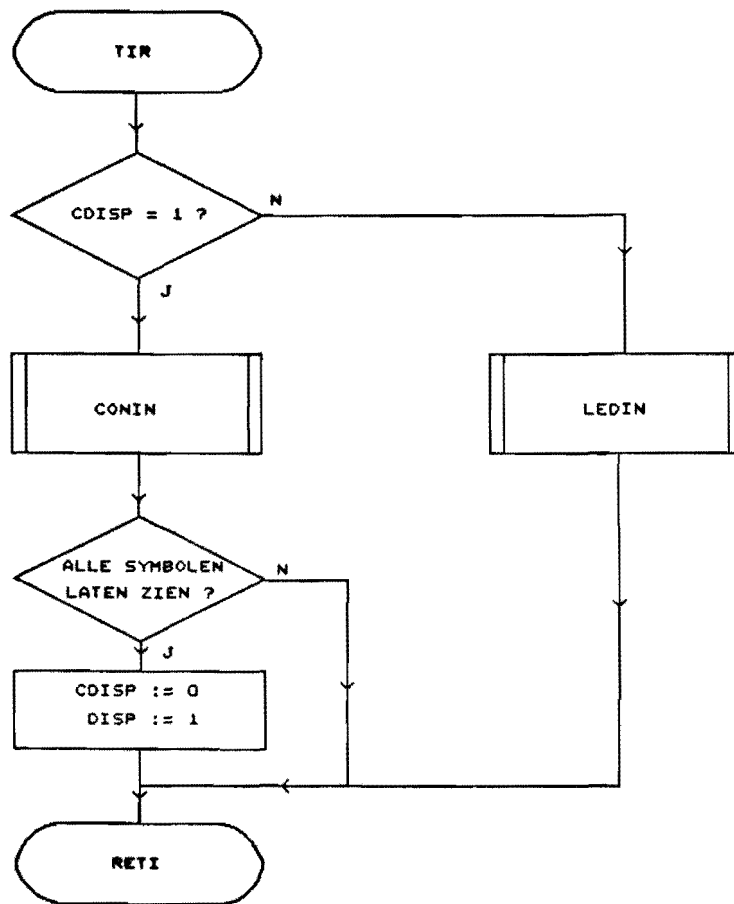 TIR
CDISP = 1 ?
N
J
CONIN
LEDIN
ALLE SYMBOLEN
LATEN ZIEN ?
N
J
CDISP := 0
DISP := 1
RETI